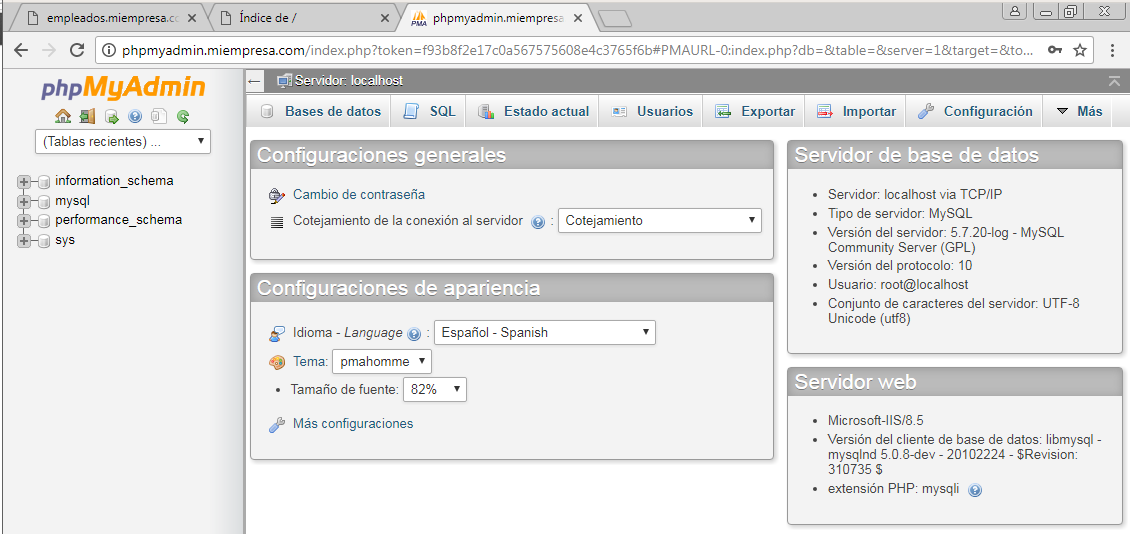 empleados.miempresa.cc
Índice de /
phpmyadmin.miempresa
phpmyadmin.miempresa.com/index.php?token=f93b8f2e17c0a567575608e4c3765f6b#PMAURL-0:index.php?db=&table=&server=1&target=&to...
phpMyAdmin
(Tablas recientes) ...
information_schema
mysql
performance_schema
sys
Servidor: localhost
Bases de datos
SQL
Estado actual
Usuarios
Exportar
Importar
Configuración
Más
Configuraciones generales
Cambio de contraseña
Cotejamiento de la conexión al servidor : Cotejamiento
Configuraciones de apariencia
Idioma - Language : Español - Spanish
Tema: pmahomme
• Tamaño de fuente: 82%
Más configuraciones
Servidor de base de datos
• Servidor: localhost via TCP/IP
• Tipo de servidor: MySQL
• Versión del servidor: 5.7.20-log - MySQL
Community Server (GPL)
• Versión del protocolo: 10
• Usuario: root@localhost
• Conjunto de caracteres del servidor: UTF-8
Unicode (utf8)
Servidor web
• Microsoft-IIS/8.5
• Versión del cliente de base de datos: libmysql -
mysqlnd 5.0.8-dev - 20102224 - $Revision:
310735 $
• extensión PHP: mysqli